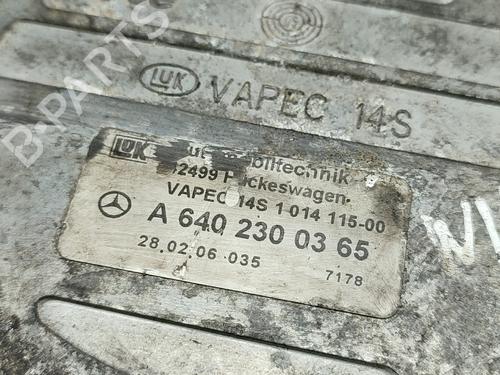 LUK VAPEC 14S
LUK
12499
VAPEC 14S 1 014 115-00
A 640 230 03 65
28.02.06 035
7178
B-PARTS